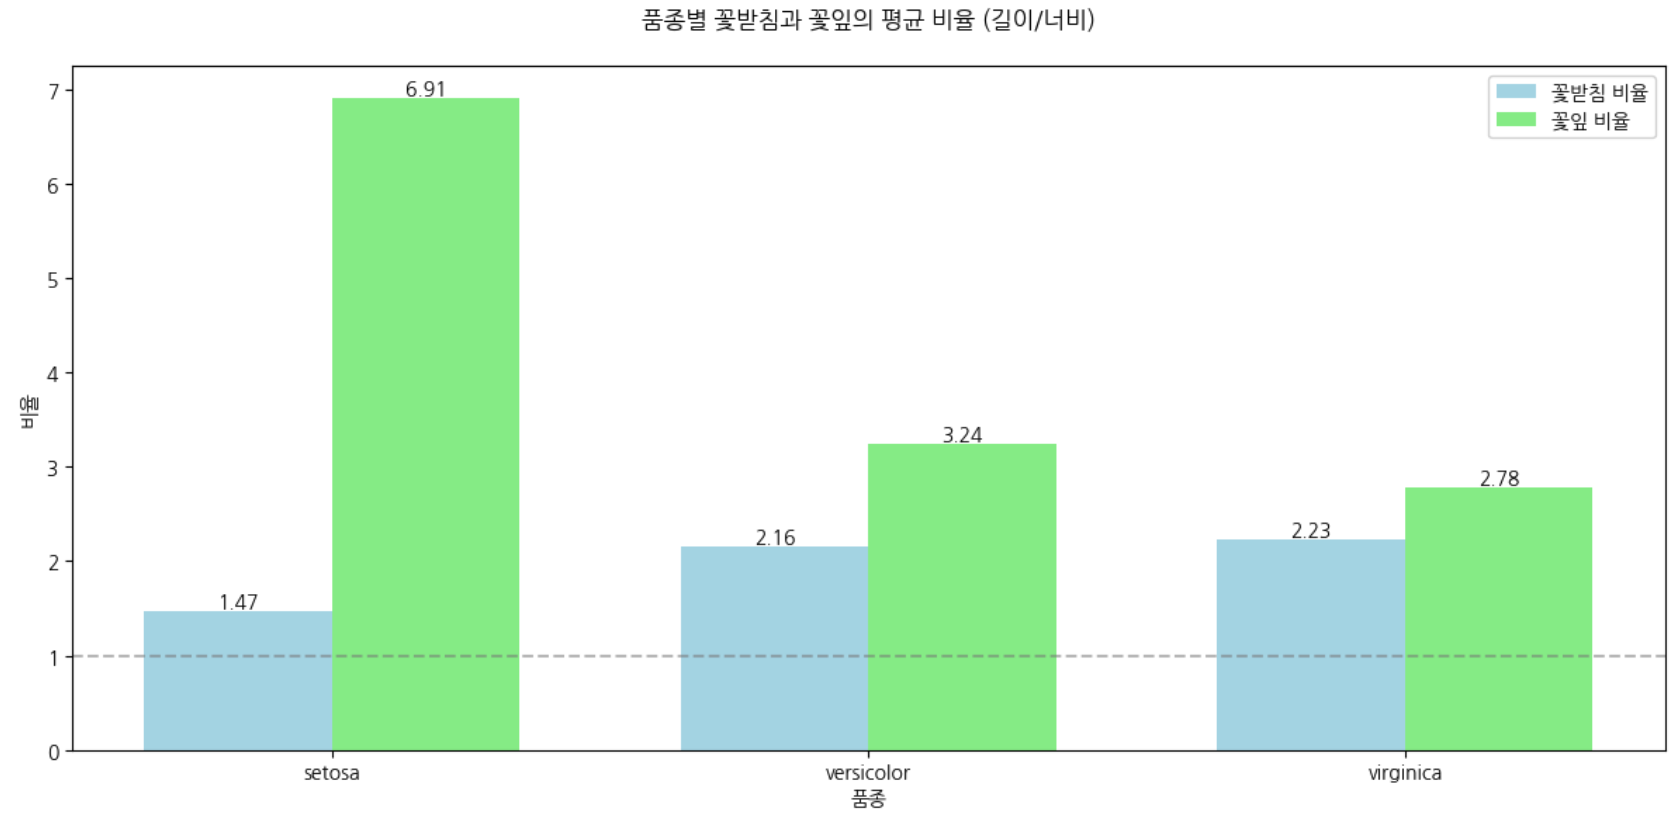 품종별 꽃받침과 꽃잎의 평균 비율 (길이/너비)
꽃받침 비율
꽃잎 비율
비율
7
6
5
4
3
2
1
0
6.91
3.24
2.78
2.23
2.16
1.47
setosa
versicolor
virginica
품종